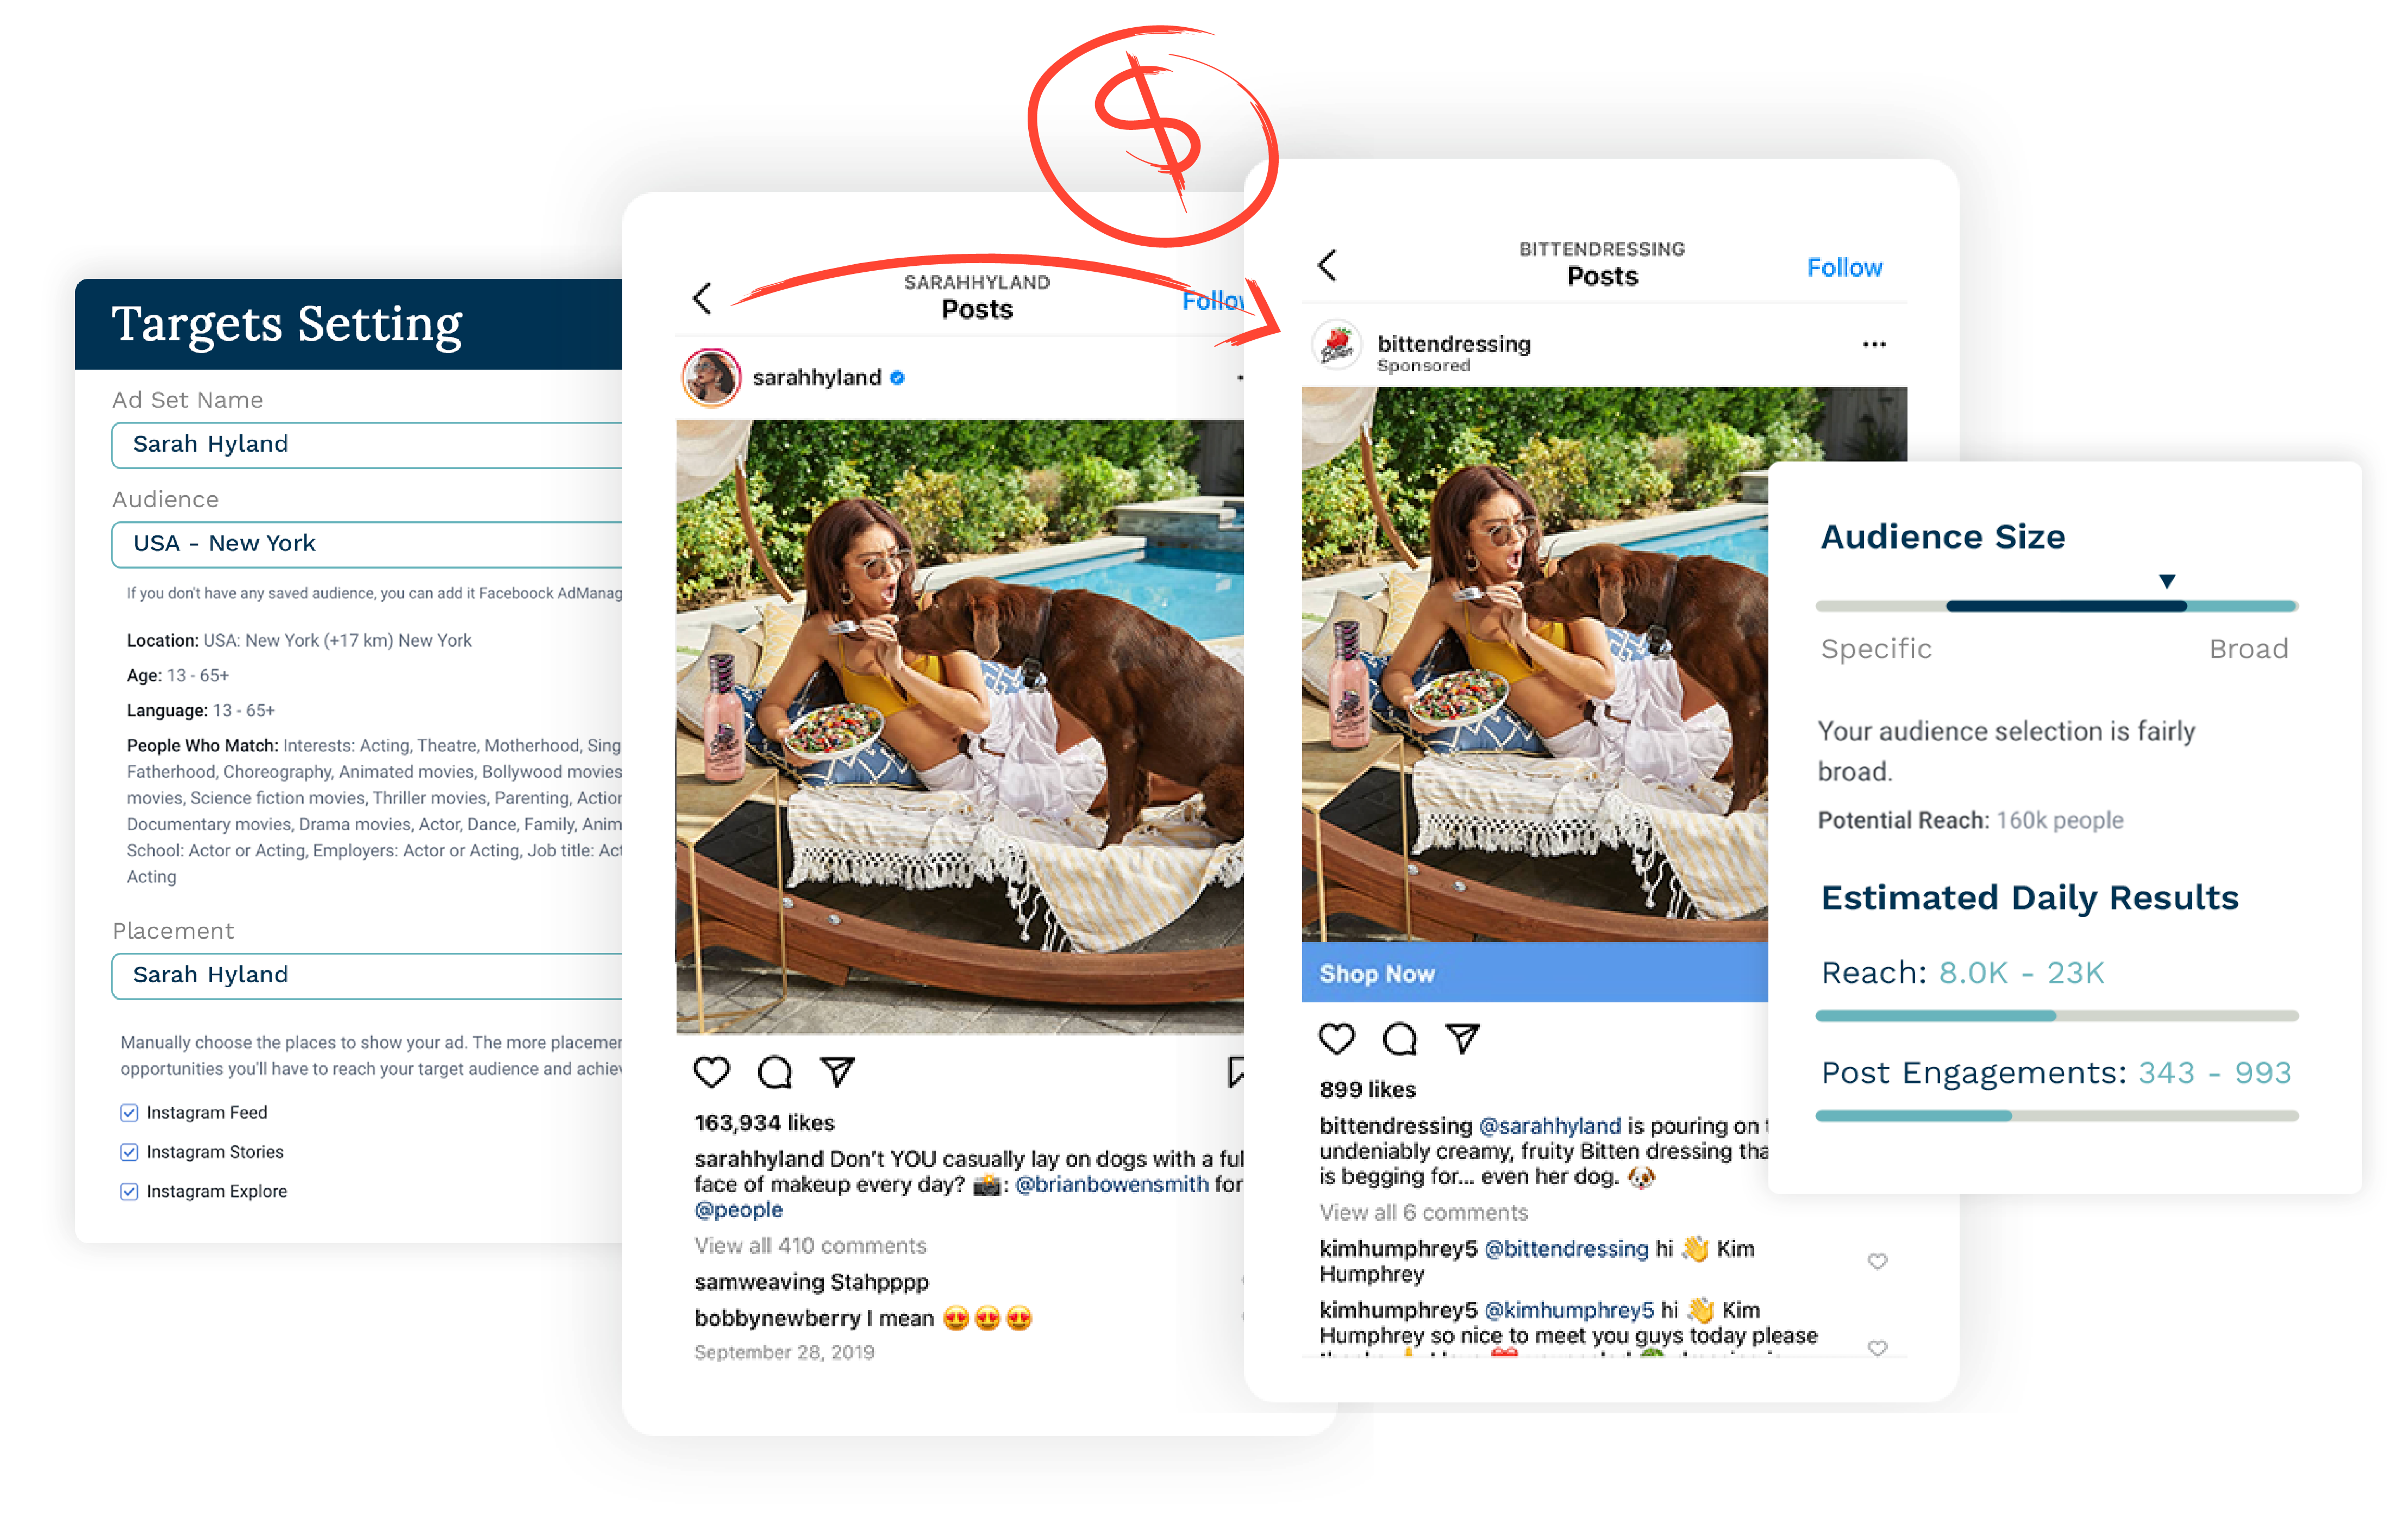 $
Targets Setting
Ad Set Name
Sarah Hyland
Audience
USA - New York
If you don't have any saved audience, you can add it Faceboock AdManag
Location: USA: New York (+17 km) New York
Age: 13 - 65+
Language: 13 - 65+
People Who Match: Interests: Acting, Theatre, Motherhood, Sing
Fatherhood, Choreography, Animated movies, Bollywood movies
movies, Science fiction movies, Thriller movies, Parenting, Action
Documentary movies, Drama movies, Actor, Dance, Family, Anim
School: Actor or Acting, Employers: Actor or Acting, Job title: Act
Acting
Placement
Sarah Hyland
Manually choose the places to show your ad. The more placemen
opportunities you'll have to reach your target audience and achiev
Instagram Feed
Instagram Stories
Instagram Explore
SARAHHYLAND
Posts
Follow
sarahhyland
163,934 likes
sarahhyland Don't YOU casually lay on dogs with a ful
face of makeup every day? 📸: @brianbowensmith for
@people
View all 410 comments
samweaving Stahpppp
bobbynewberry I mean 😍😍😍
September 28, 2019
BITTENDRESSING
Posts
Follow
Bitten
bittendressing
Sponsored
Shop Now
899 likes
bittendressing @sarahhyland is pouring on t
undeniably creamy, fruity Bitten dressing tha
is begging for... even her dog. 🐶
View all 6 comments
kimhumphrey5 @bittendressing hi 👋 Kim
Humphrey
kimhumphrey5 @kimhumphrey5 hi 👋 Kim
Humphrey so nice to meet you guys today please
Audience Size
Specific Broad
Your audience selection is fairly
broad.
Potential Reach: 160k people
Estimated Daily Results
Reach: 8.0K - 23K
Post Engagements: 343 - 993